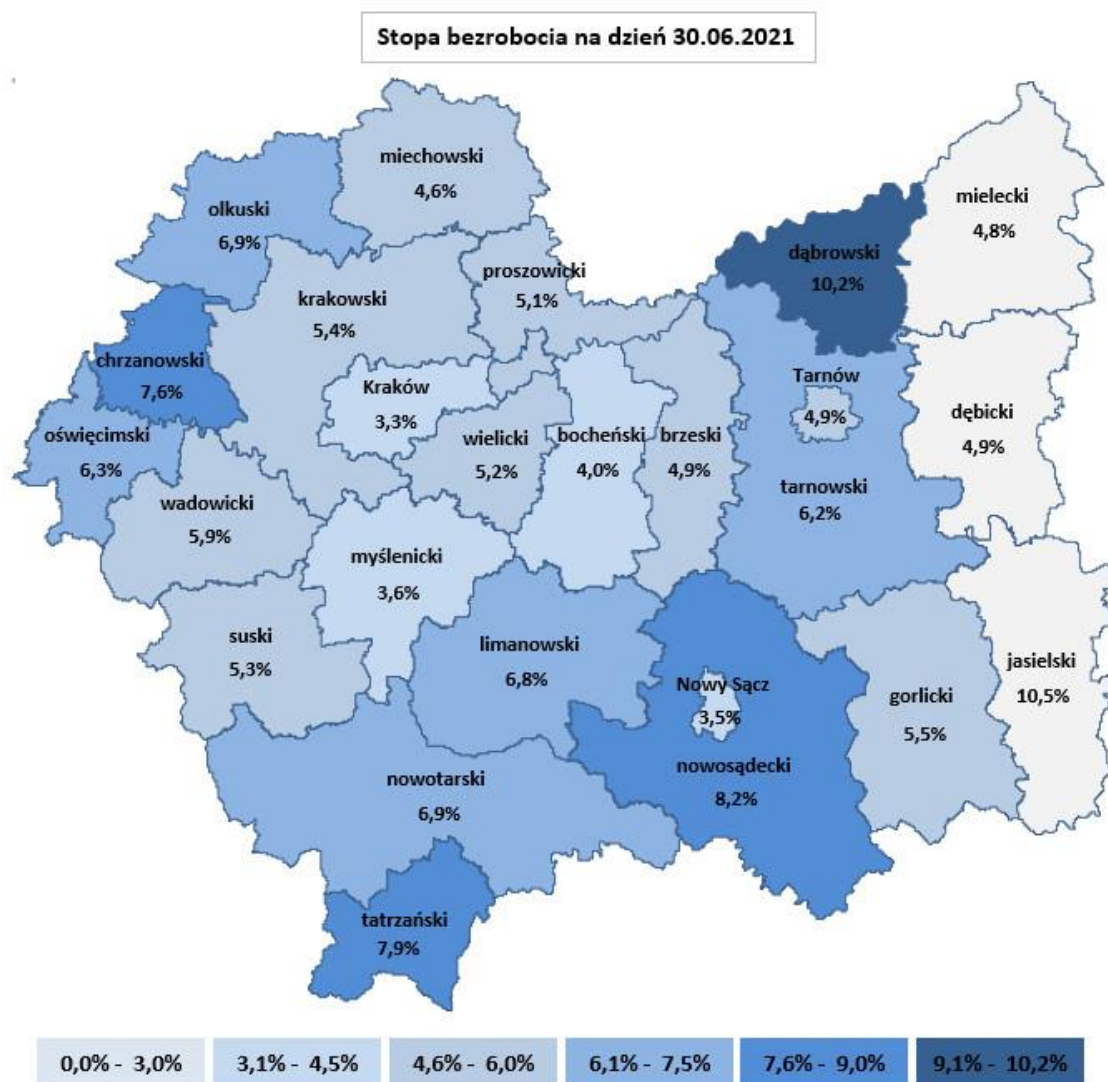 Stopa bezrobocia na dzień 30.06.2021
miechowski
4,6%
olkuski
6,9%
mielecki
4,8%
dąbrowski
10,2%
proszowicki
5,1%
krakowski
5,4%
chrzanowski
7,6%
Kraków
3,3%
Tarnów
4,9%
dębicki
4,9%
oświęcimski
6,3%
wielicki
5,2%
bocheński
4,0%
brzeski
4,9%
wadowicki
5,9%
tarnowski
6,2%
myślenicki
3,6%
suski
5,3%
limanowski
6,8%
Nowy Sącz
3,5%
gorlicki
5,5%
jasielski
10,5%
nowotarski
6,9%
nowosądecki
8,2%
tatrzański
7,9%
0,0% - 3,0%
3,1% - 4,5%
4,6% - 6,0%
6,1% - 7,5%
7,6% - 9,0%
9,1% - 10,2%